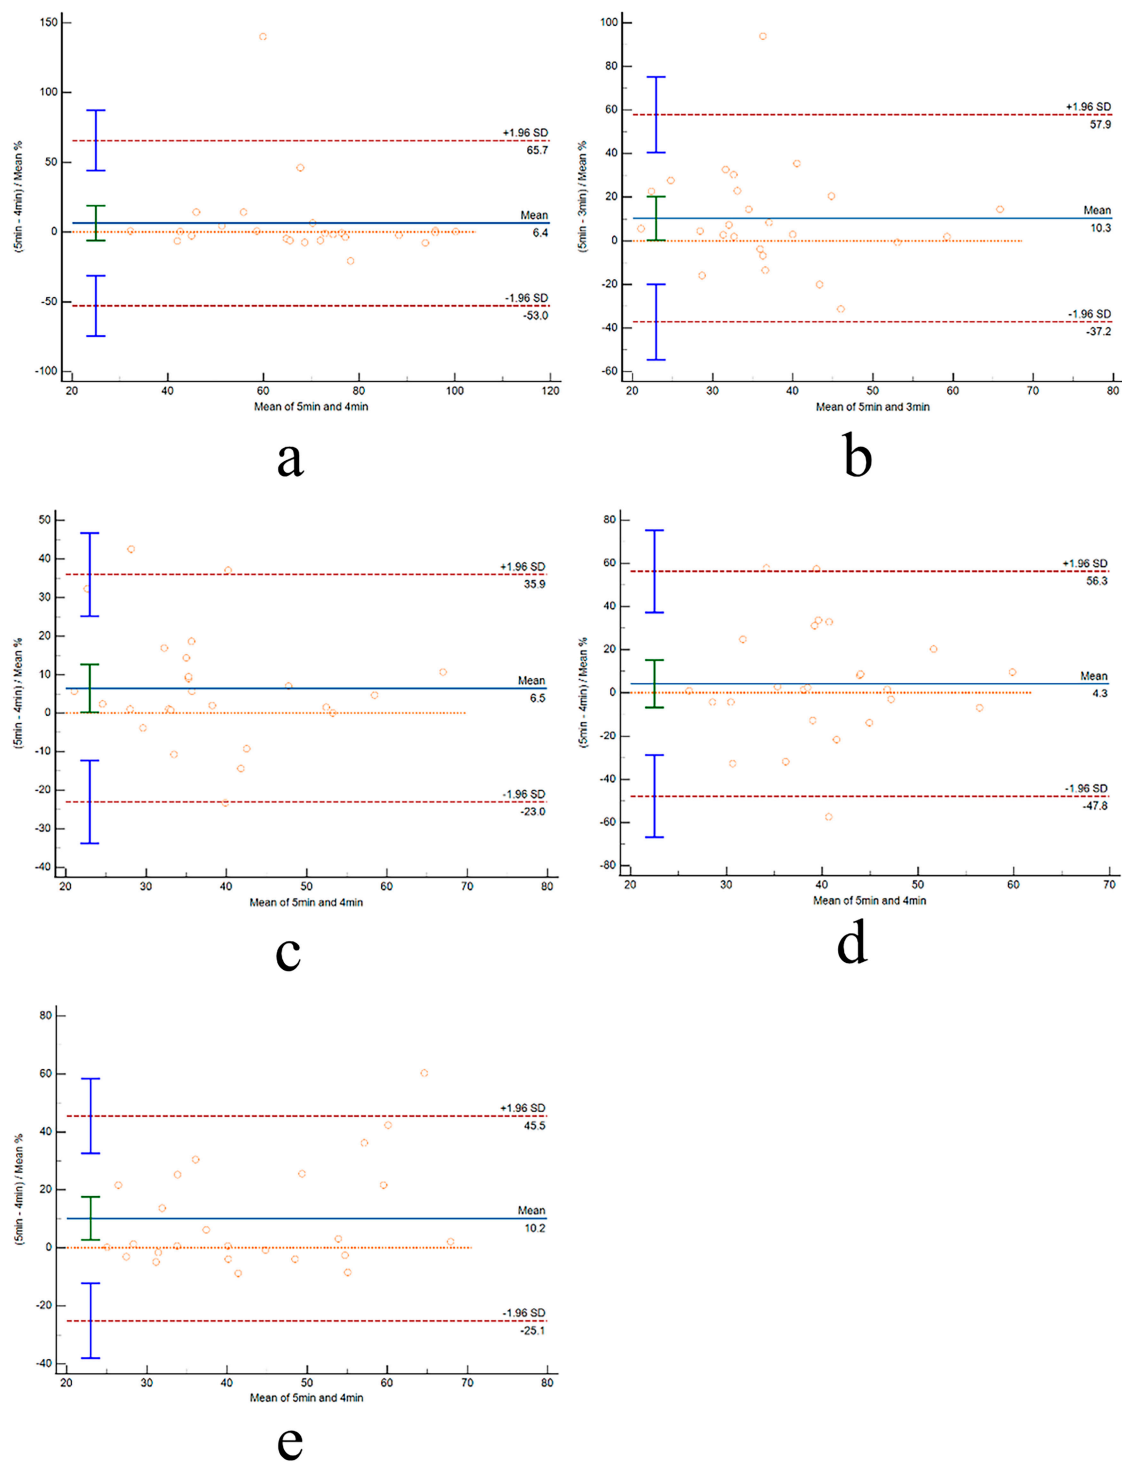 150
100
50
0
-50
-100
(5min - 4min) / Mean %
+1.96 SD
65.7
Mean
6.4
-1.96 SD
-53.0
20 40 60 80 100 120
Mean of 5min and 4min
a
100
80
60
40
20
0
-20
-40
-60
(5min - 3min) / Mean %
+1.96 SD
57.9
Mean
10.3
-1.96 SD
-37.2
20 30 40 50 60 70 80
Mean of 5min and 3min
b
50
40
30
20
10
0
-10
-20
-30
-40
(5min - 4min) / Mean %
+1.96 SD
35.9
Mean
6.5
-1.96 SD
-23.0
20 30 40 50 60 70 80
Mean of 5min and 4min
c
80
60
40
20
0
-20
-40
-60
-80
(5min - 4min) / Mean %
+1.96 SD
56.3
Mean
4.3
-1.96 SD
-47.8
20 30 40 50 60 70
Mean of 5min and 4min
d
80
60
40
20
0
-20
-40
(5min - 4min) / Mean %
+1.96 SD
45.5
Mean
10.2
-1.96 SD
-25.1
20 30 40 50 60 70 80
Mean of 5min and 4min
e